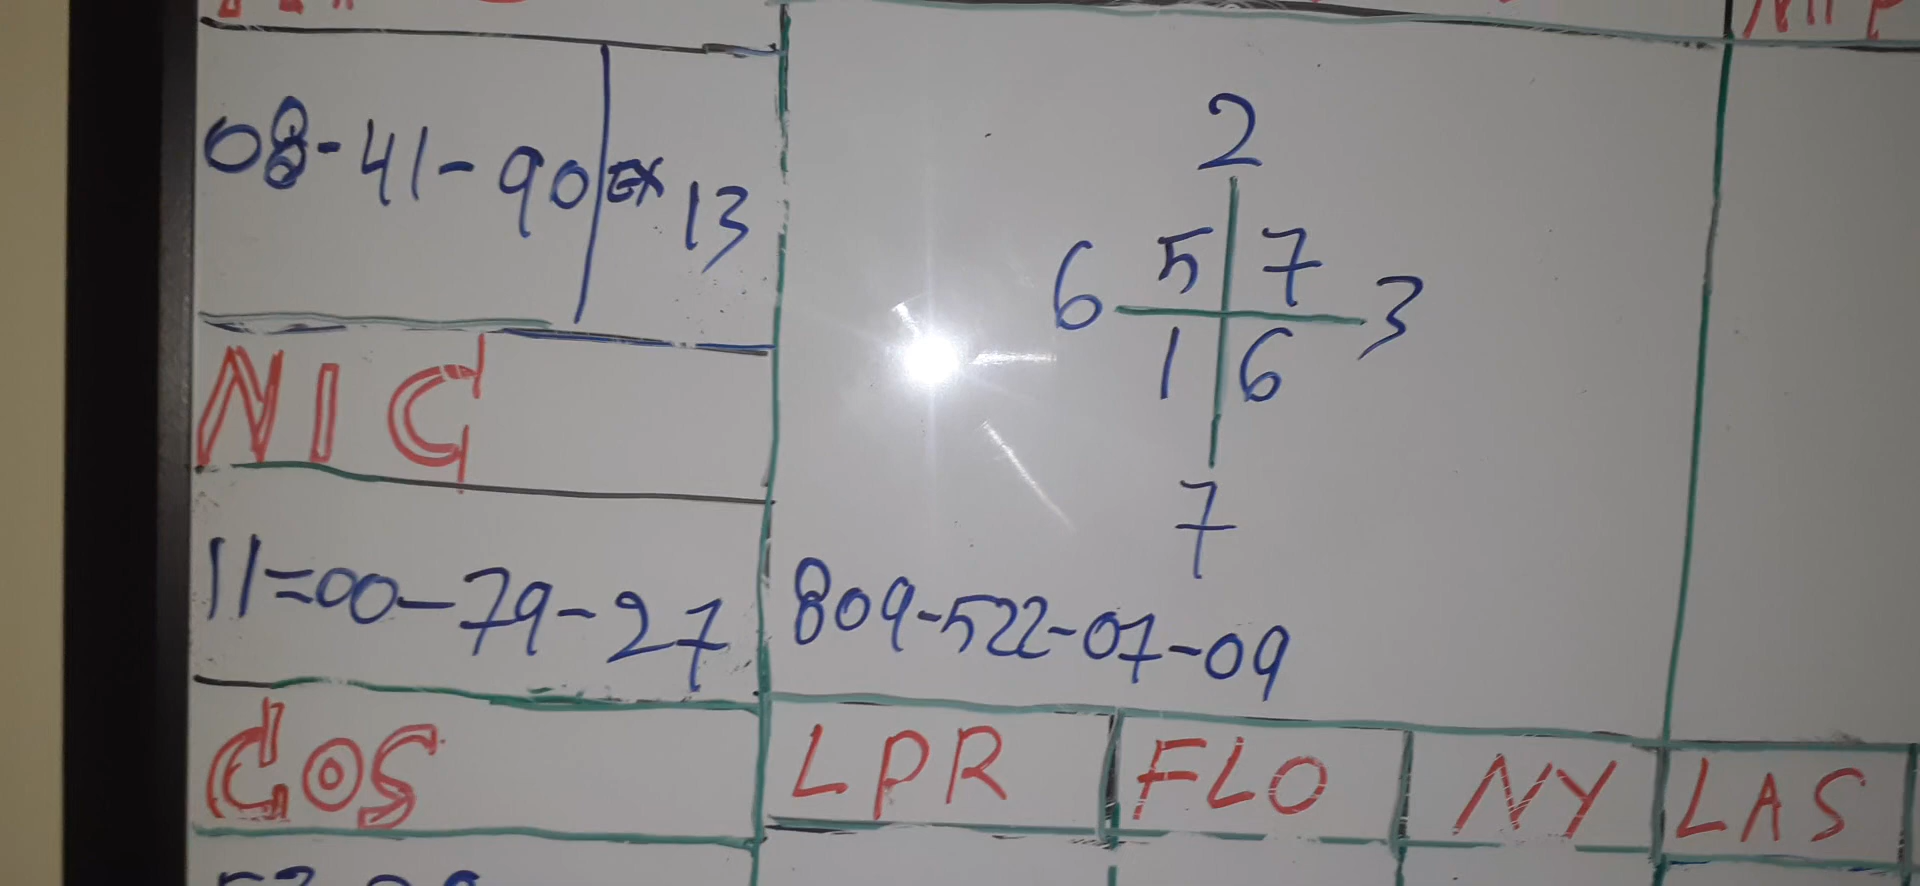 08-41-90 EX 13
NIC
11=00-79-27
COS
2
5 7
6 3
1 6
7
809-522-07-09
LPR FLO NY LAS